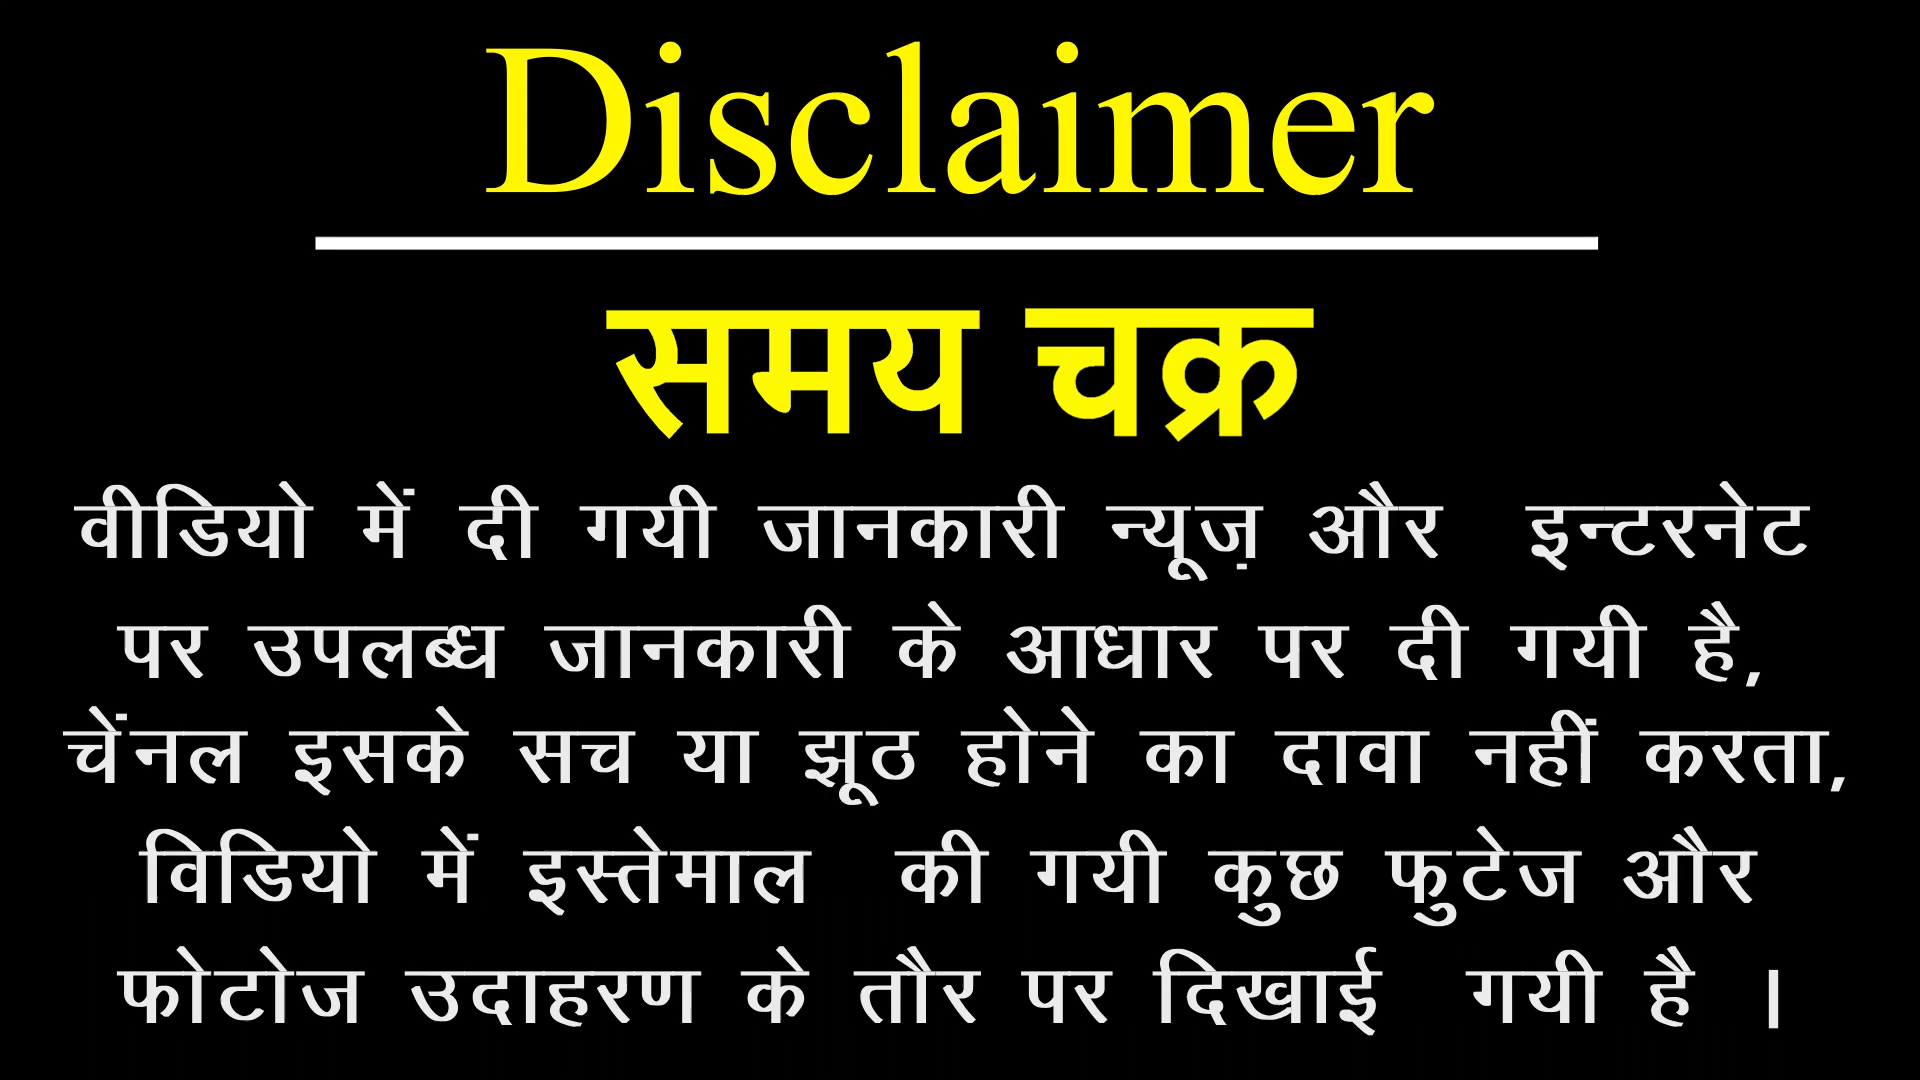 Disclaimer
समय चक्र
वीडियो में दी गयी जानकारी न्यूज़ और इन्टरनेट
पर उपलब्ध जानकारी के आधार पर दी गयी है,
चेंनल इसके सच या झूठ होने का दावा नहीं करता,
विडियो में इस्तेमाल की गयी कुछ फुटेज और
फोटोज उदाहरण के तौर पर दिखाई गयी है ।